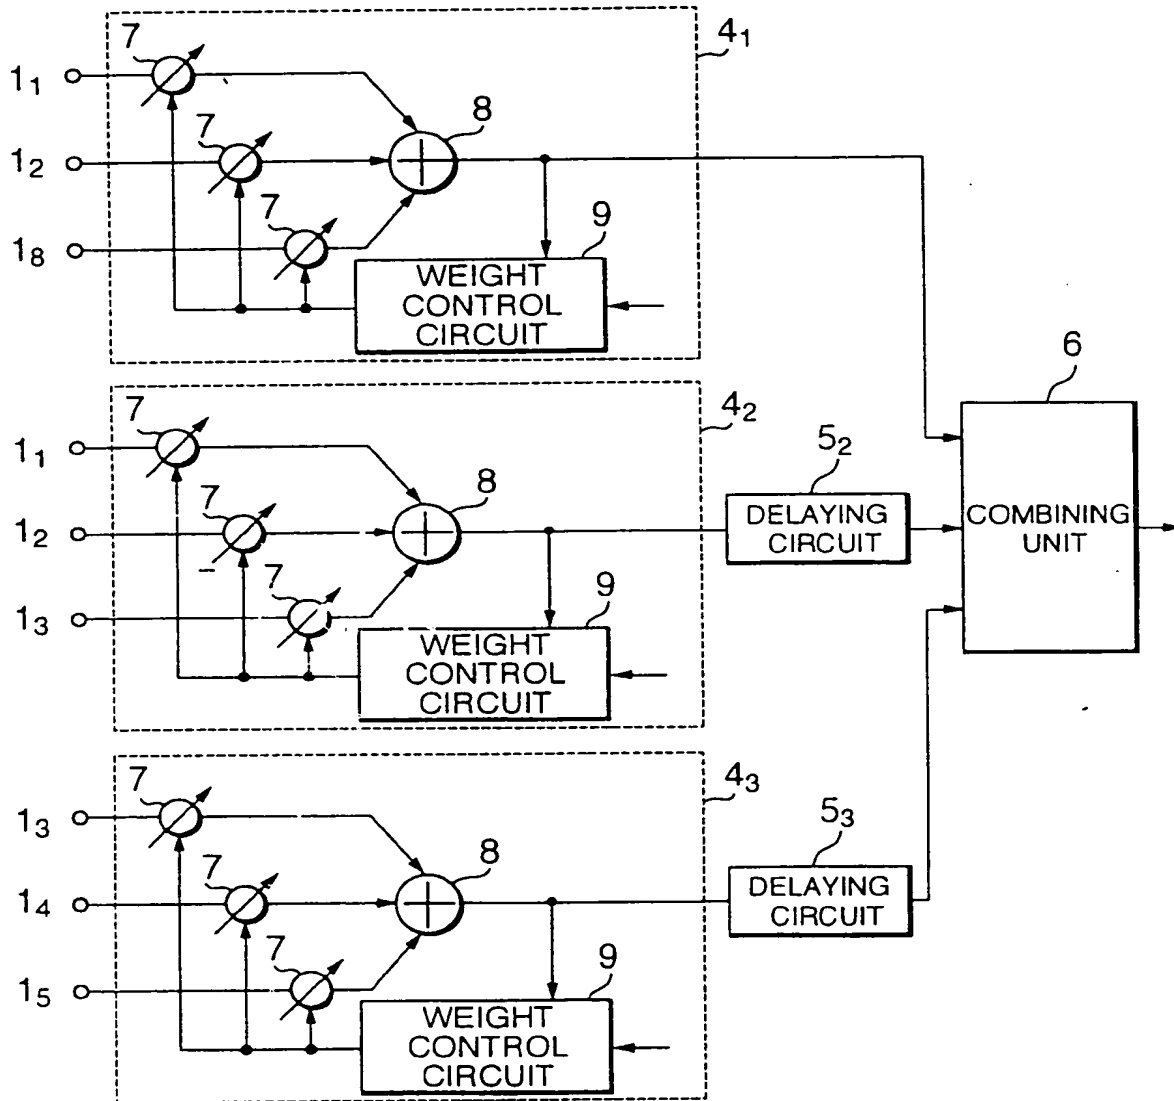 7
4₁
1₁
7
8
1₂
7
9
1₈
WEIGHT
CONTROL
CIRCUIT
6
7
4₂
1₁
5₂
7
8
1₂
DELAYING
CIRCUIT
COMBINING
UNIT
7
9
1₃
WEIGHT
CONTROL
CIRCUIT
7
4₃
1₃
5₃
7
8
1₄
DELAYING
CIRCUIT
7
9
1₅
WEIGHT
CONTROL
CIRCUIT